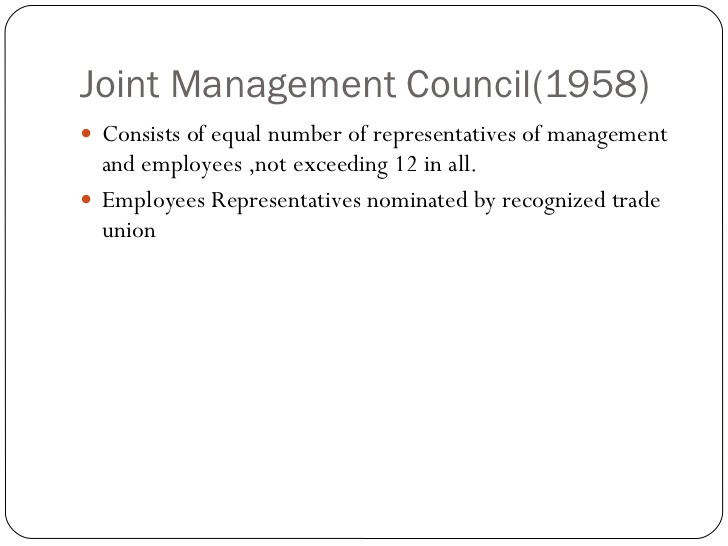 Joint Management Council(1958)
• Consists of equal number of representatives of management
and employees ,not exceeding 12 in all.
• Employees Representatives nominated by recognized trade
union